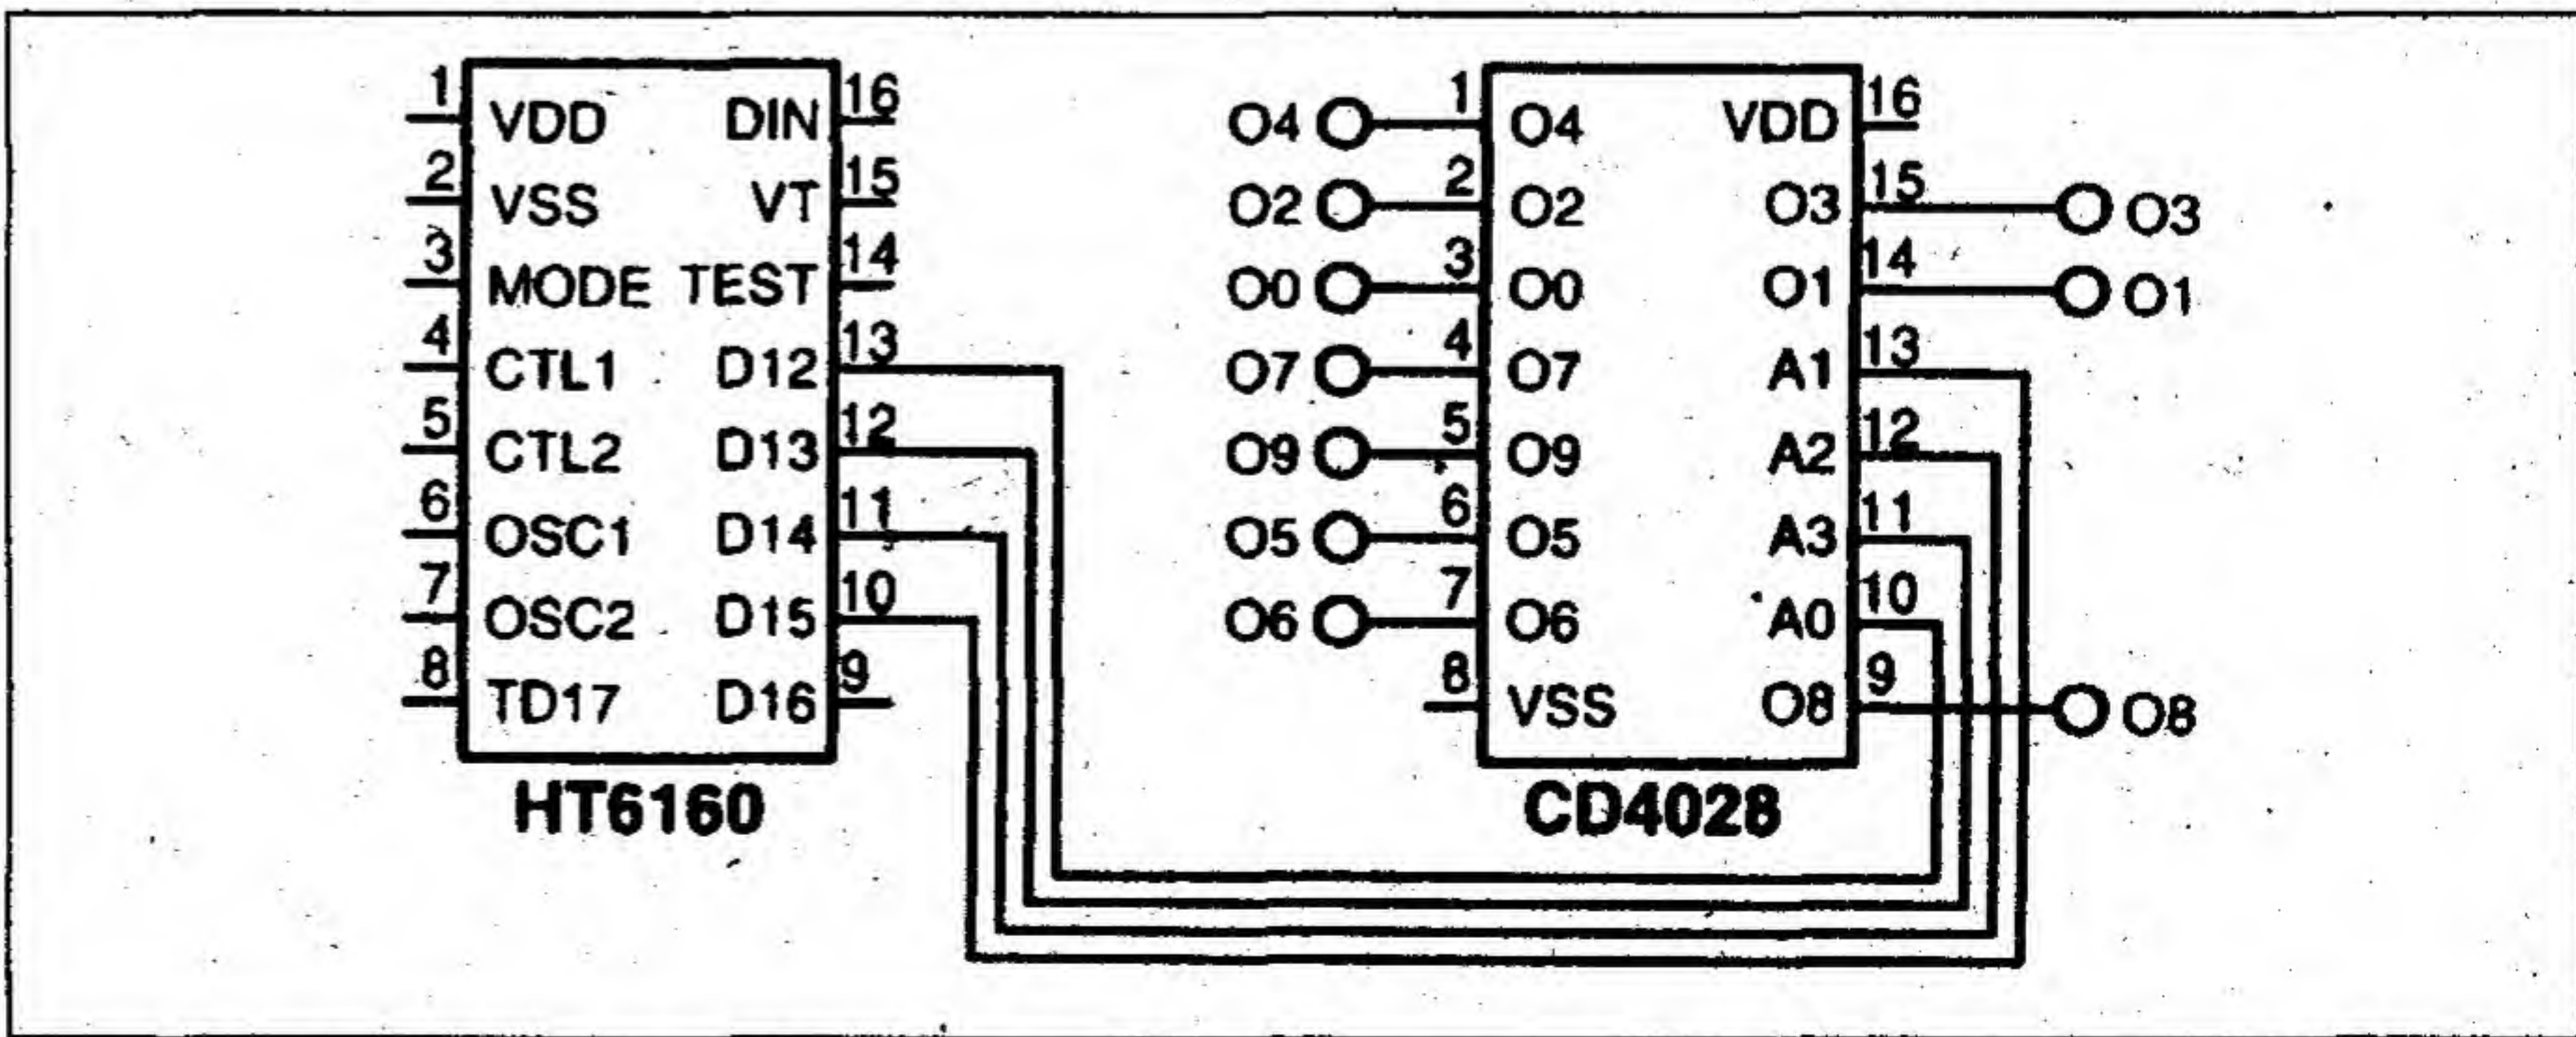 1 VDD DIN 16
2 VSS VT 15
3 MODE TEST 14
4 CTL1 D12 13
5 CTL2 D13 12
6 OSC1 D14 11
7 OSC2 D15 10
8 TD17 D16 9
HT6160
O4 1 O4 VDD 16
O2 2 O2 O3 15 O3
O0 3 O0 O1 14 O1
O7 4 O7 A1 13
O9 5 O9 A2 12
O5 6 O5 A3 11
O6 7 O6 A0 10
8 VSS O8 9 O8
CD4028